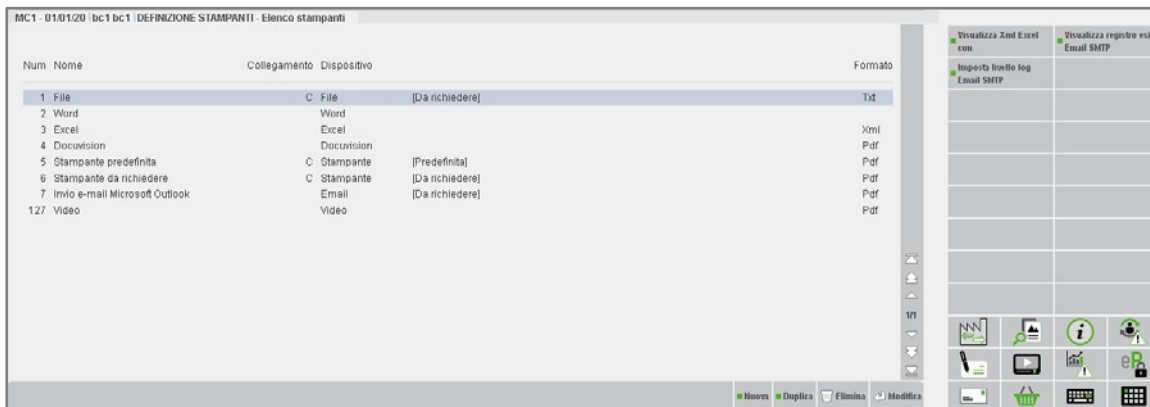 MC1 - 01/01/20 bc1 bc1 DEFINIZIONE STAMPANTI - Elenco stampanti
Num Nome Collegamento Dispositivo Formato
1 File C File [Da richiedere] Txt
2 Word Word
3 Excel Excel Xml
4 Docuvision Docuvision Pdf
5 Stampante predefinita C Stampante [Predefinita] Pdf
6 Stampante da richiedere C Stampante [Da richiedere] Pdf
7 Invio e-mail Microsoft Outlook Email [Da richiedere] Pdf
127 Video Video Pdf
1/1
Nuova Duplica Elimina Modifica
Visualizza Xml Excel
con
Visualizza registro esi
Email SMTP
Imposta livello log
Email SMTP